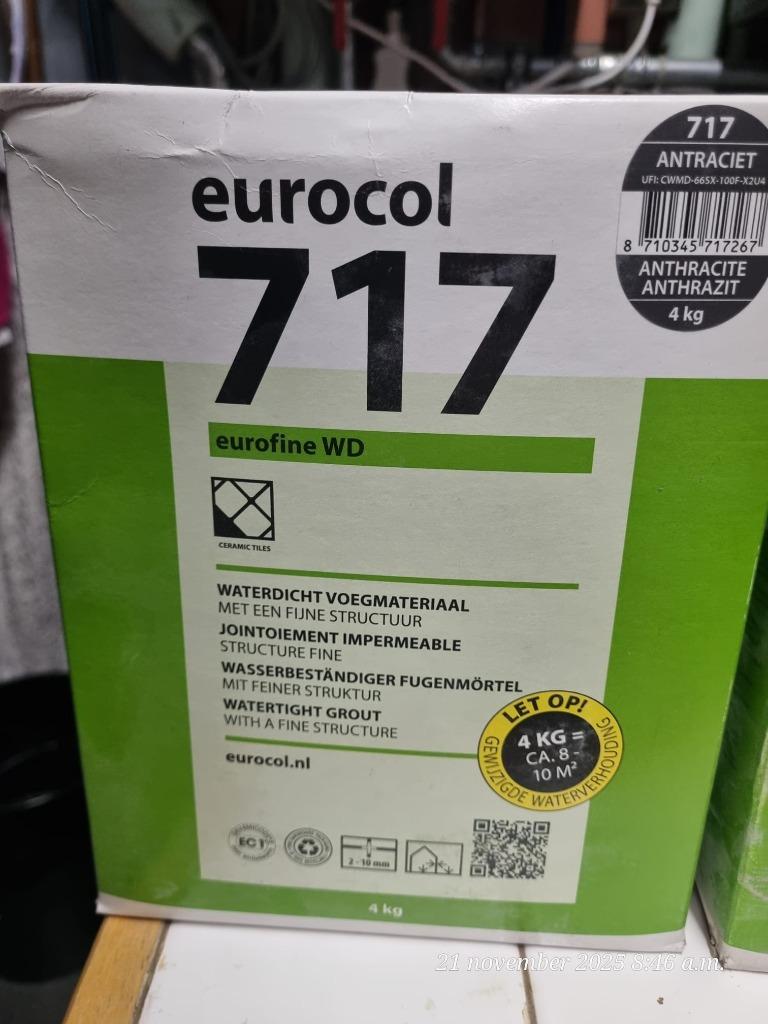 717
ANTRACIET
UFI: CWMD-665X-100F-X2U4
8 710345 717267
ANTHRACITE
ANTHRAZIT
4 kg
eurocol
717
eurofine WD
CERAMIC TILES
WATERDICHT VOEGMATERIAAL
MET EEN FIJNE STRUCTUUR
JOINTOIEMENT IMPERMEABLE
STRUCTURE FINE
WASSERBESTÄNDIGER FUGENMÖRTEL
MIT FEINER STRUKTUR
WATERTIGHT GROUT
WITH A FINE STRUCTURE
eurocol.nl
LET OP!
4 KG =
CA. 8 -
10 M²
GEWIJZIGDE WATERVERHOUDING
EC1
2 - 10 mm
4 kg
21 november 2025 8:46 a.m.